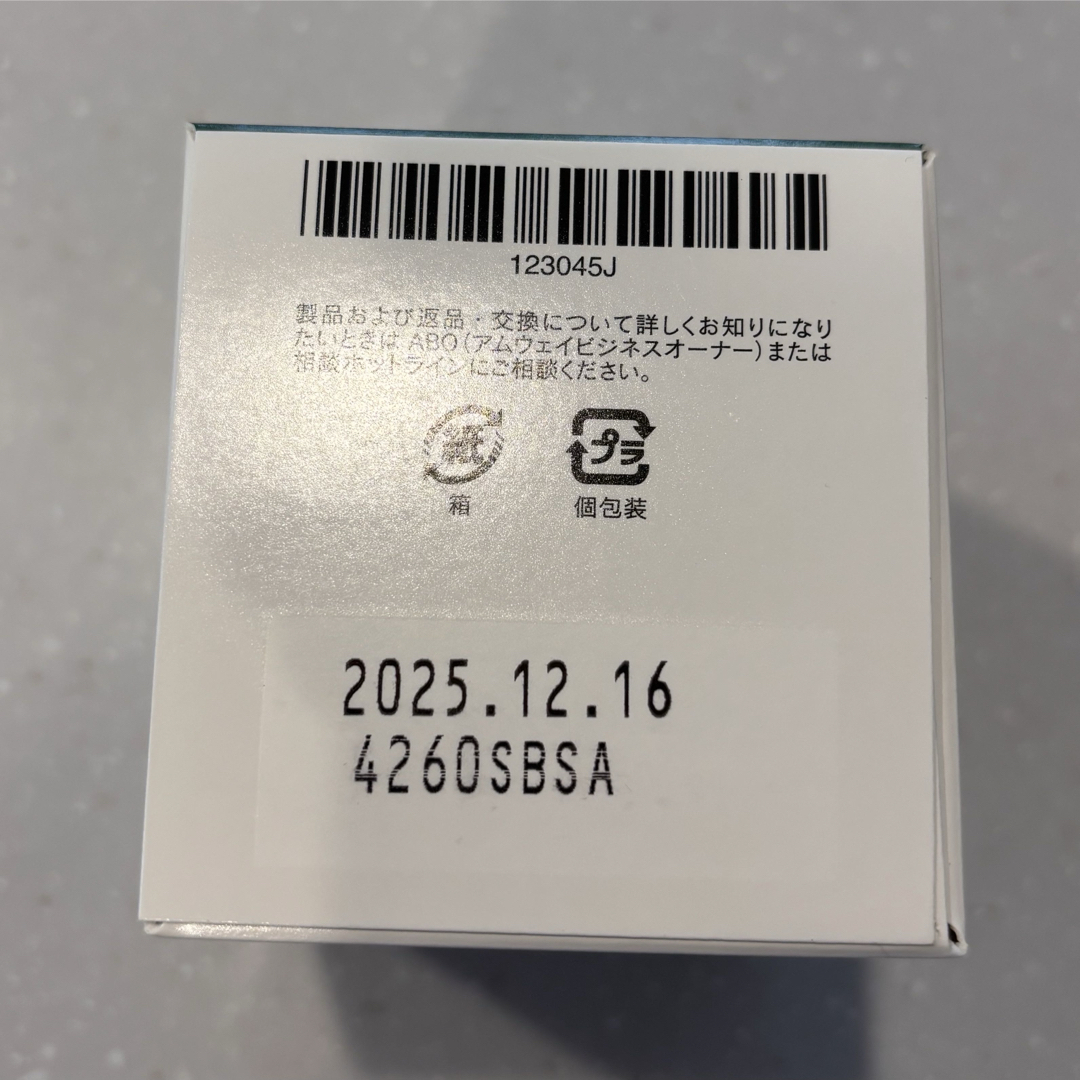 123045J
製品および返品・交換について詳しくお知りになり
たいときは ABO(アムウェイビジネスオーナー)または
相談ホットラインにご相談ください。
紙 プラ
箱 個包装
2025.12.16
4260SBSA